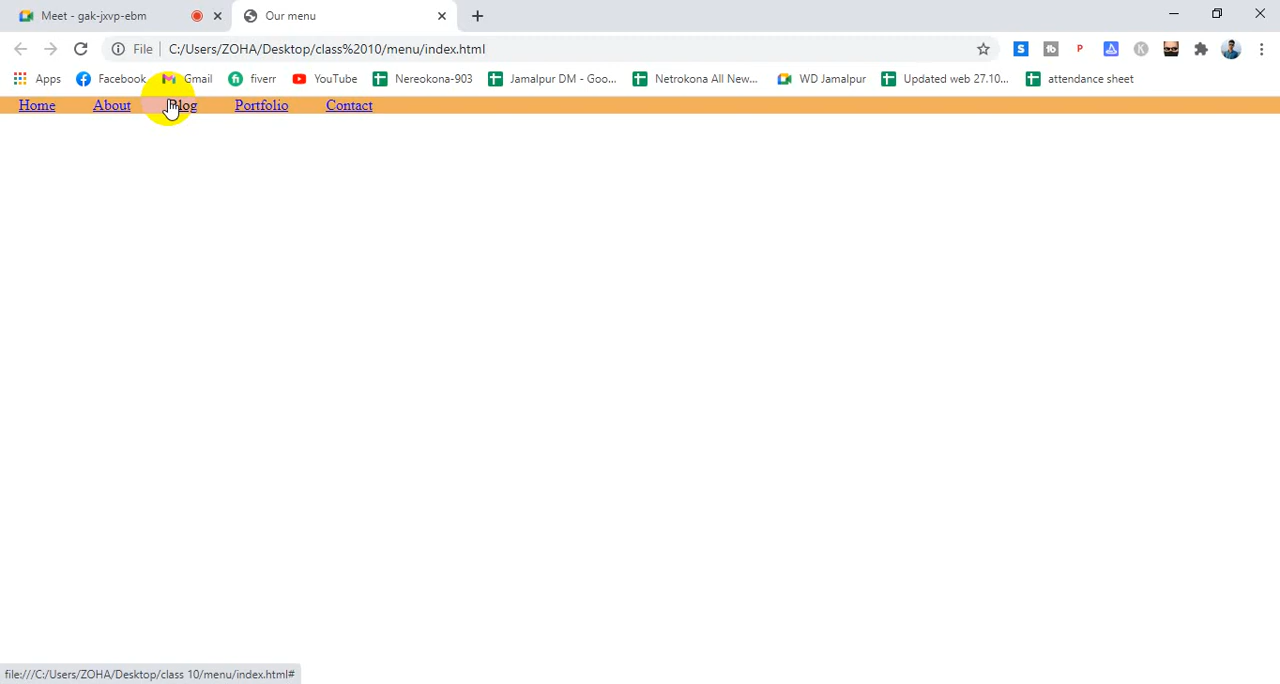 Meet - gak-jxvp-ebm
Our menu
File
C:/Users/ZOHA/Desktop/class%2010/menu/index.html
Apps
Facebook
Gmail
fiverr
YouTube
Nereokona-903
Jamalpur DM - Goo...
Netrokona All New...
WD Jamalpur
Updated web 27.10...
attendance sheet
Home
About
Blog
Portfolio
Contact
file:///C:/Users/ZOHA/Desktop/class 10/menu/index.html#